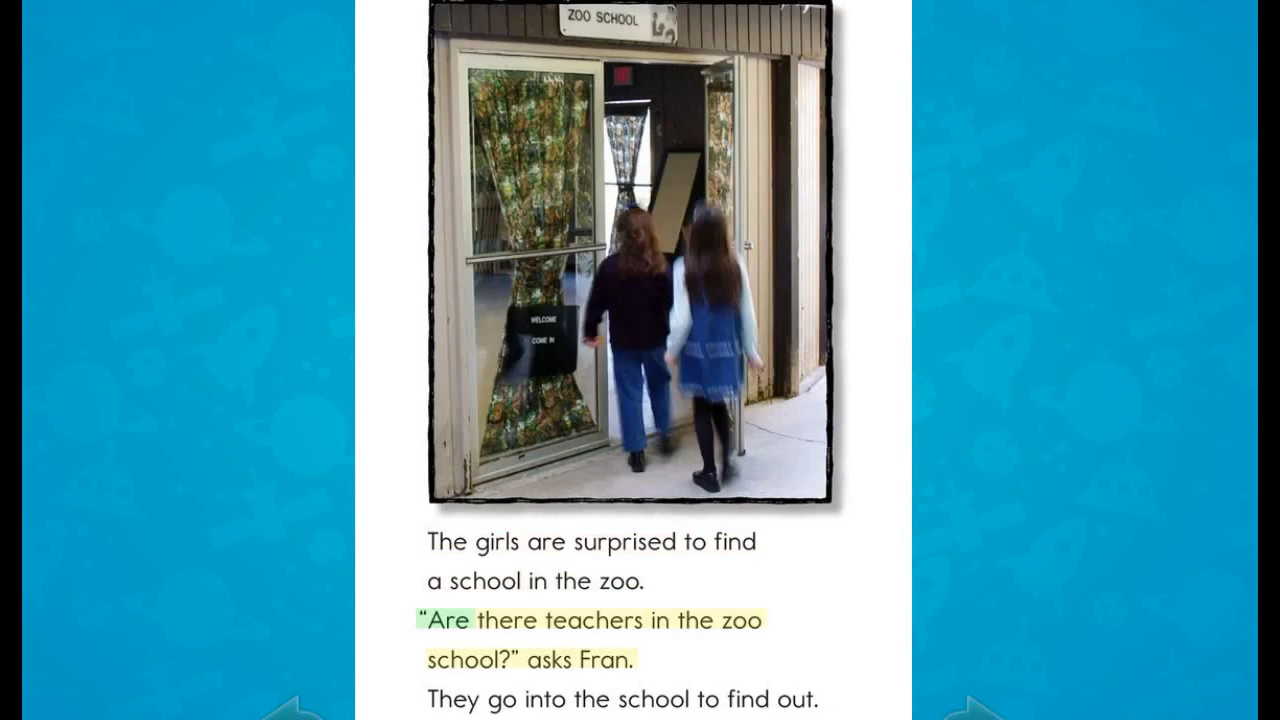 ZOO SCHOOL
WELCOME
COME IN
The girls are surprised to find
a school in the zoo.
“Are there teachers in the zoo
school?” asks Fran.
They go into the school to find out.